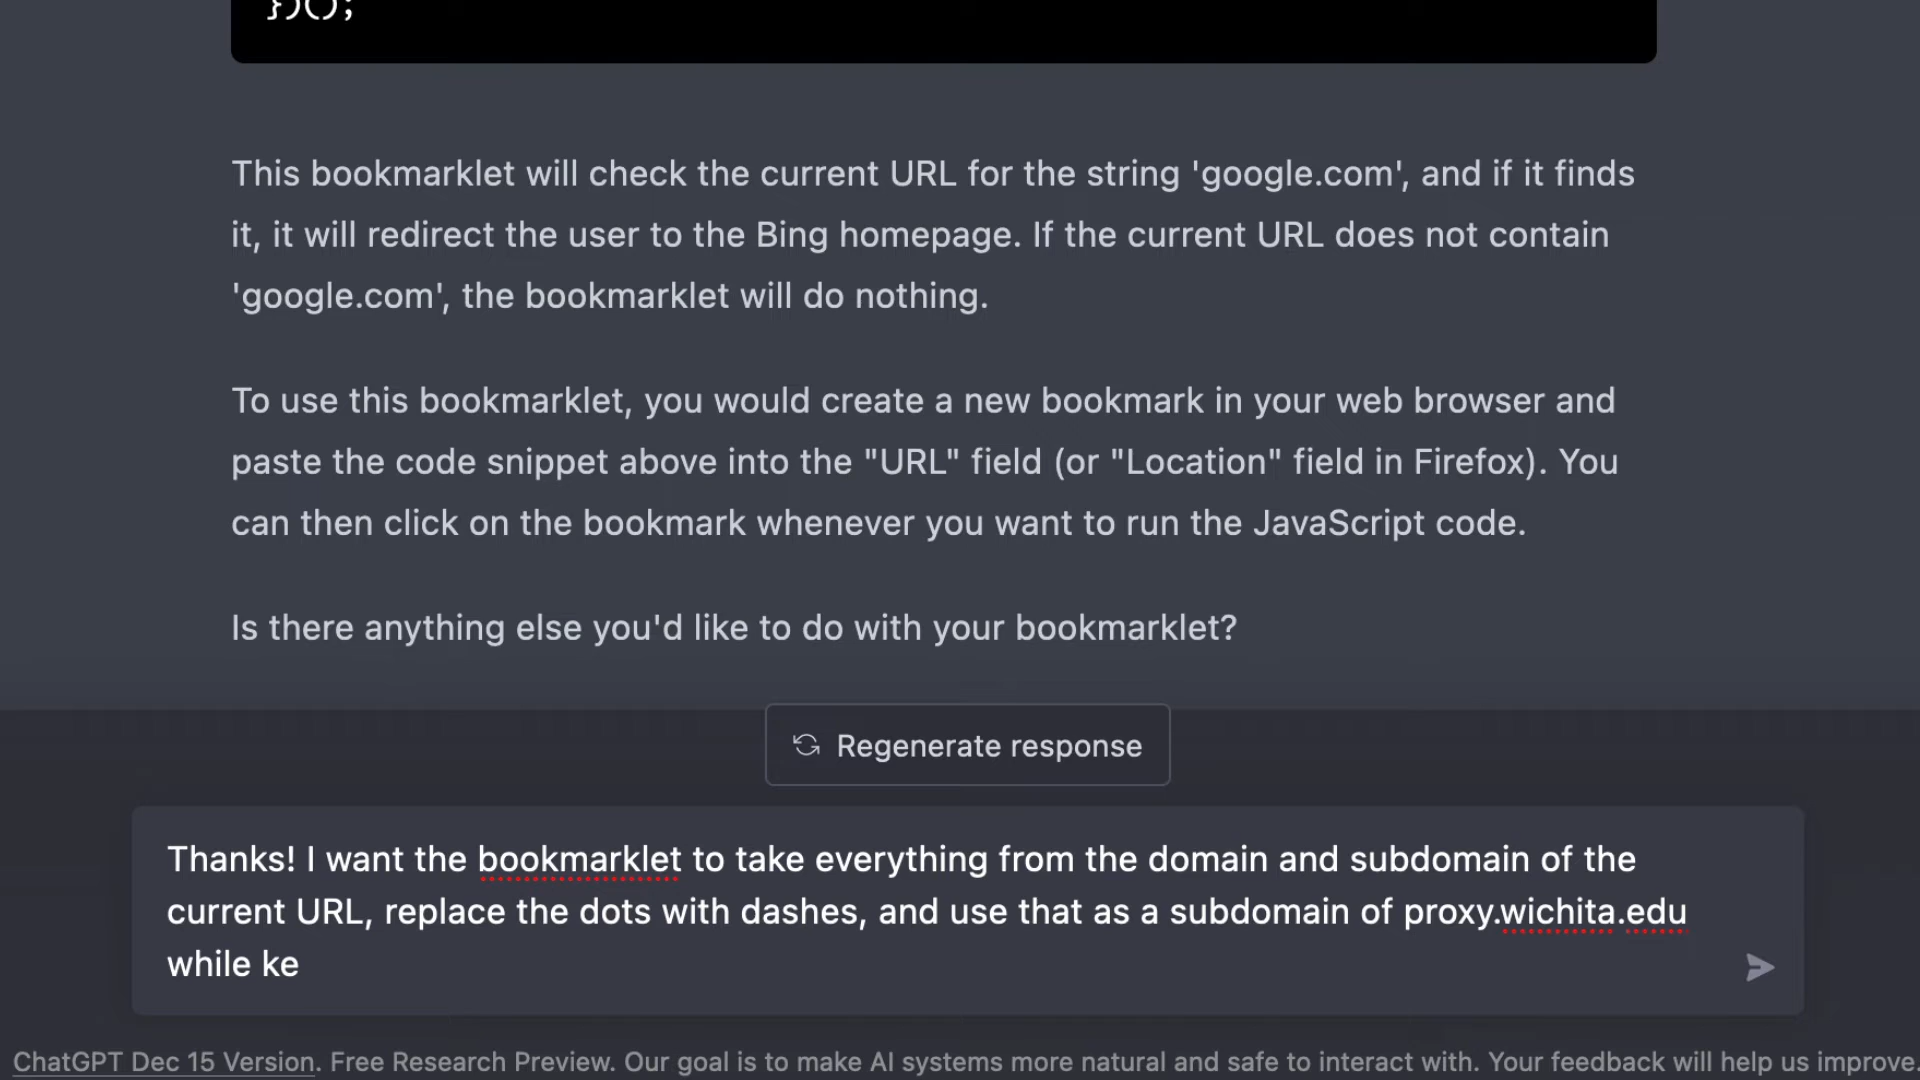 })();
This bookmarklet will check the current URL for the string 'google.com', and if it finds
it, it will redirect the user to the Bing homepage. If the current URL does not contain
'google.com', the bookmarklet will do nothing.
To use this bookmarklet, you would create a new bookmark in your web browser and
paste the code snippet above into the "URL" field (or "Location" field in Firefox). You
can then click on the bookmark whenever you want to run the JavaScript code.
Is there anything else you'd like to do with your bookmarklet?
Regenerate response
Thanks! I want the bookmarklet to take everything from the domain and subdomain of the
current URL, replace the dots with dashes, and use that as a subdomain of proxy.wichita.edu
while ke
ChatGPT Dec 15 Version. Free Research Preview. Our goal is to make AI systems more natural and safe to interact with. Your feedback will help us improve.